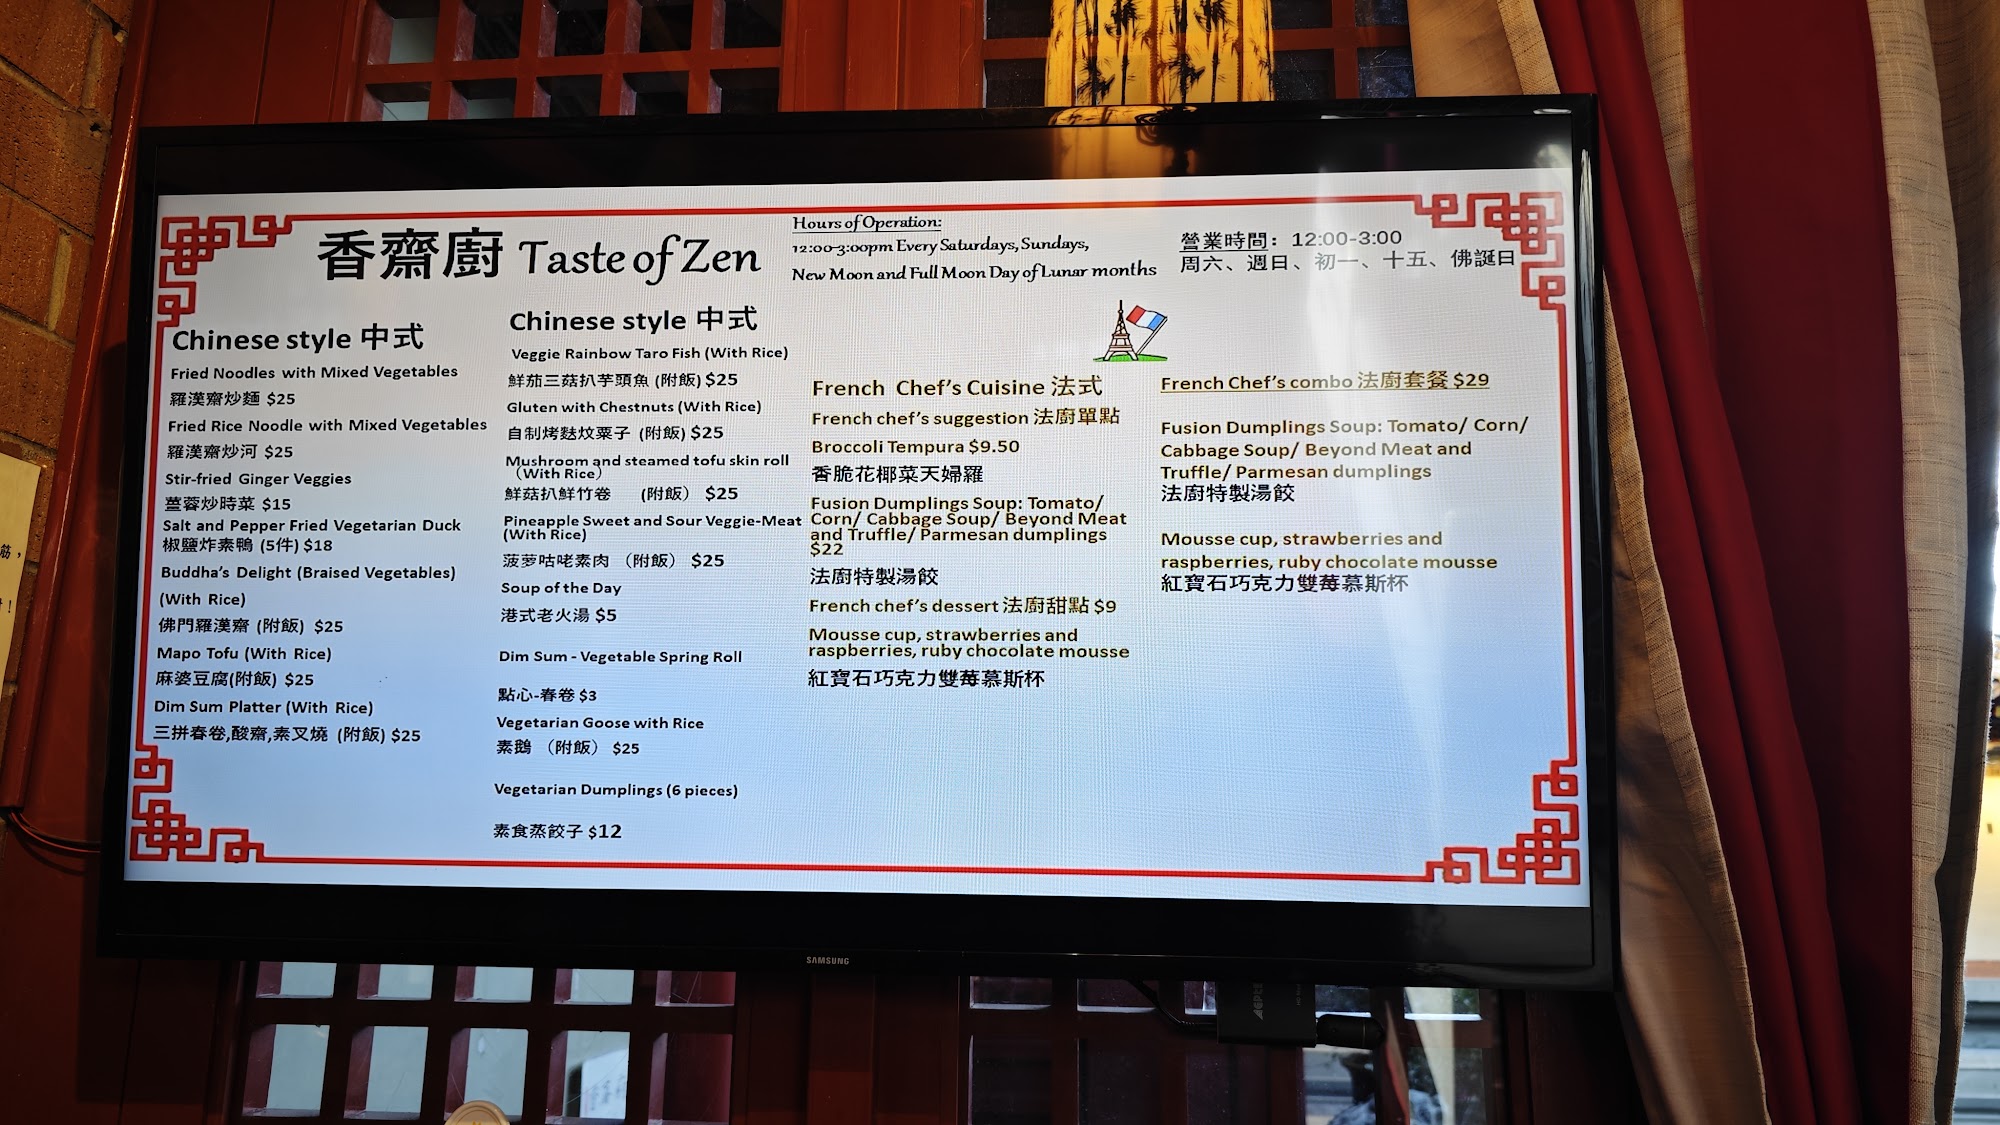 香齋廚 Taste of Zen
Hours of Operation:
12:00-3:00pm Every Saturdays, Sundays,
New Moon and Full Moon Day of Lunar months
營業時間：12:00-3:00
周六、週日、初一、十五、佛誕日
Chinese style 中式
Fried Noodles with Mixed Vegetables
羅漢齋炒麵 $25
Fried Rice Noodle with Mixed Vegetables
羅漢齋炒河 $25
Stir-fried Ginger Veggies
薑蓉炒時菜 $15
Salt and Pepper Fried Vegetarian Duck
椒鹽炸素鴨 (5件) $18
Buddha's Delight (Braised Vegetables)
(With Rice)
佛門羅漢齋 (附飯) $25
Mapo Tofu (With Rice)
麻婆豆腐(附飯) $25
Dim Sum Platter (With Rice)
三拼春卷,酸齋,素叉燒 (附飯) $25
Chinese style 中式
Veggie Rainbow Taro Fish (With Rice)
鮮茄三菇扒芋頭魚 (附飯) $25
Gluten with Chestnuts (With Rice)
自制烤麩炆栗子 (附飯) $25
Mushroom and steamed tofu skin roll
（With Rice）
鮮菇扒鮮竹卷 (附飯） $25
Pineapple Sweet and Sour Veggie-Meat
(With Rice)
菠萝咕咾素肉 （附飯） $25
Soup of the Day
港式老火湯 $5
Dim Sum - Vegetable Spring Roll
點心-春卷 $3
Vegetarian Goose with Rice
素鵝 （附飯） $25
Vegetarian Dumplings (6 pieces)
素食蒸餃子 $12
French Chef's Cuisine 法式
French chef's suggestion 法廚單點
Broccoli Tempura $9.50
香脆花椰菜天婦羅
Fusion Dumplings Soup: Tomato/
Corn/ Cabbage Soup/ Beyond Meat
and Truffle/ Parmesan dumplings
$22
法廚特製湯餃
French chef's dessert 法廚甜點 $9
Mousse cup, strawberries and
raspberries, ruby chocolate mousse
紅寶石巧克力雙莓慕斯杯
French Chef's combo 法廚套餐 $29
Fusion Dumplings Soup: Tomato/ Corn/
Cabbage Soup/ Beyond Meat and
Truffle/ Parmesan dumplings
法廚特製湯餃
Mousse cup, strawberries and
raspberries, ruby chocolate mousse
紅寶石巧克力雙莓慕斯杯
SAMSUNG